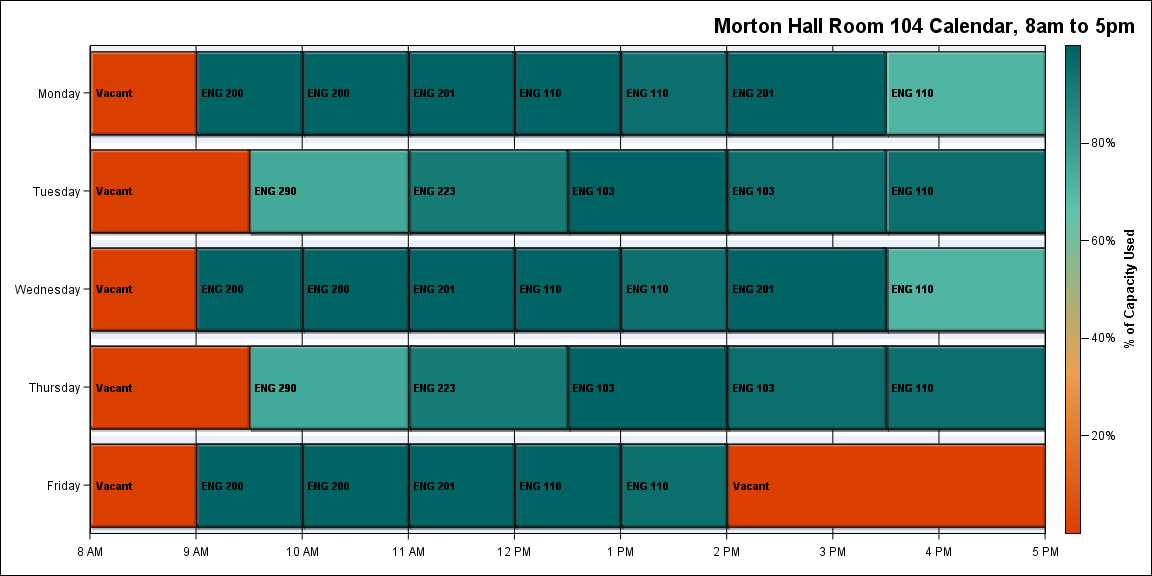 Morton Hall Room 104 Calendar, 8am to 5pm
Monday
Vacant
ENG 200
ENG 200
ENG 201
ENG 110
ENG 110
ENG 201
ENG 110
Tuesday
Vacant
ENG 290
ENG 223
ENG 103
ENG 103
ENG 110
Wednesday
Vacant
ENG 200
ENG 200
ENG 201
ENG 110
ENG 110
ENG 201
ENG 110
Thursday
Vacant
ENG 290
ENG 223
ENG 103
ENG 103
ENG 110
Friday
Vacant
ENG 200
ENG 200
ENG 201
ENG 110
ENG 110
Vacant
8 AM
9 AM
10 AM
11 AM
12 PM
1 PM
2 PM
3 PM
4 PM
5 PM
80%
60%
40%
20%
% of Capacity Used